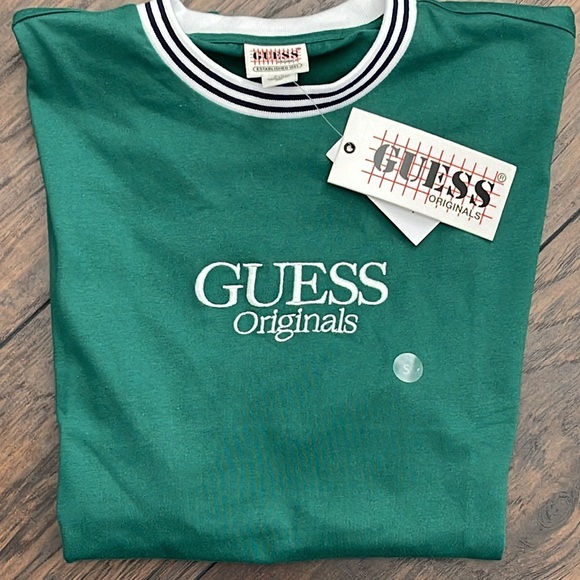 GUESS
ESTABLISHED 1981
GUESS®
ORIGINALS
GUESS
Originals
S